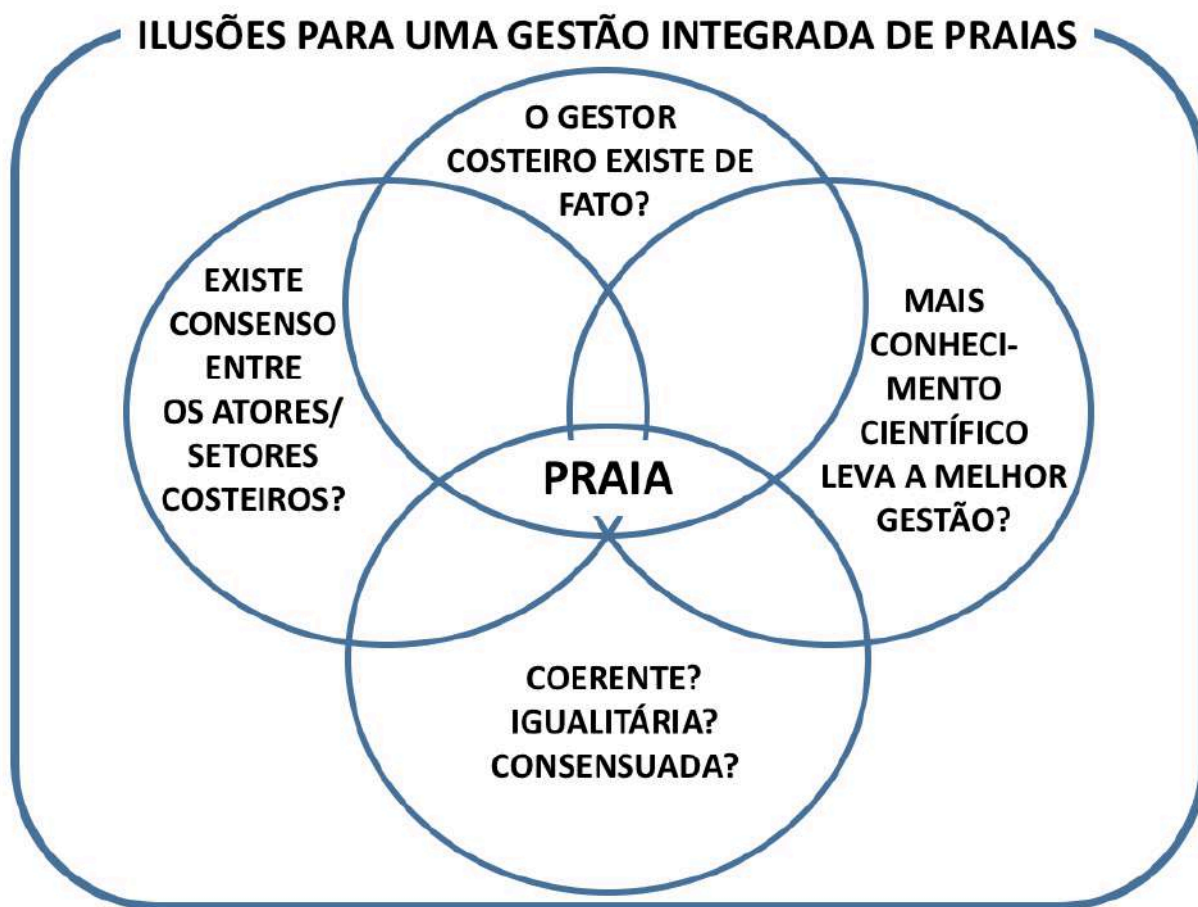 ILUSÕES PARA UMA GESTÃO INTEGRADA DE PRAIAS
O GESTOR
COSTEIRO EXISTE DE
FATO?
EXISTE
CONSENSO
ENTRE
OS ATORES/
SETORES
COSTEIROS?
MAIS
CONHECI-
MENTO
CIENTÍFICO
LEVA A MELHOR
GESTÃO?
PRAIA
COERENTE?
IGUALITÁRIA?
CONSENSUADA?